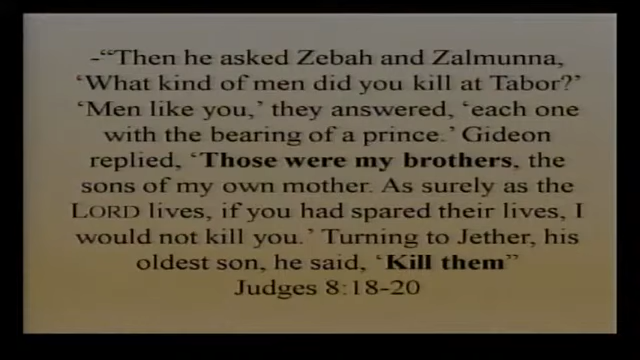 -“Then he asked Zebah and Zalmunna,
‘What kind of men did you kill at Tabor?’
‘Men like you,’ they answered, ‘each one
with the bearing of a prince.’ Gideon
replied, ‘Those were my brothers, the
sons of my own mother. As surely as the
LORD lives, if you had spared their lives, I
would not kill you.’ Turning to Jether, his
oldest son, he said, ‘Kill them”
Judges 8:18-20